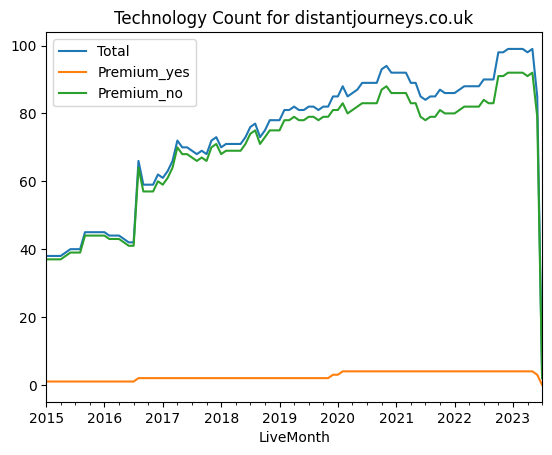 Technology Count for distantjourneys.co.uk
Total
Premium_yes
Premium_no
100
80
60
40
20
0
2015 2016 2017 2018 2019 2020 2021 2022 2023
LiveMonth